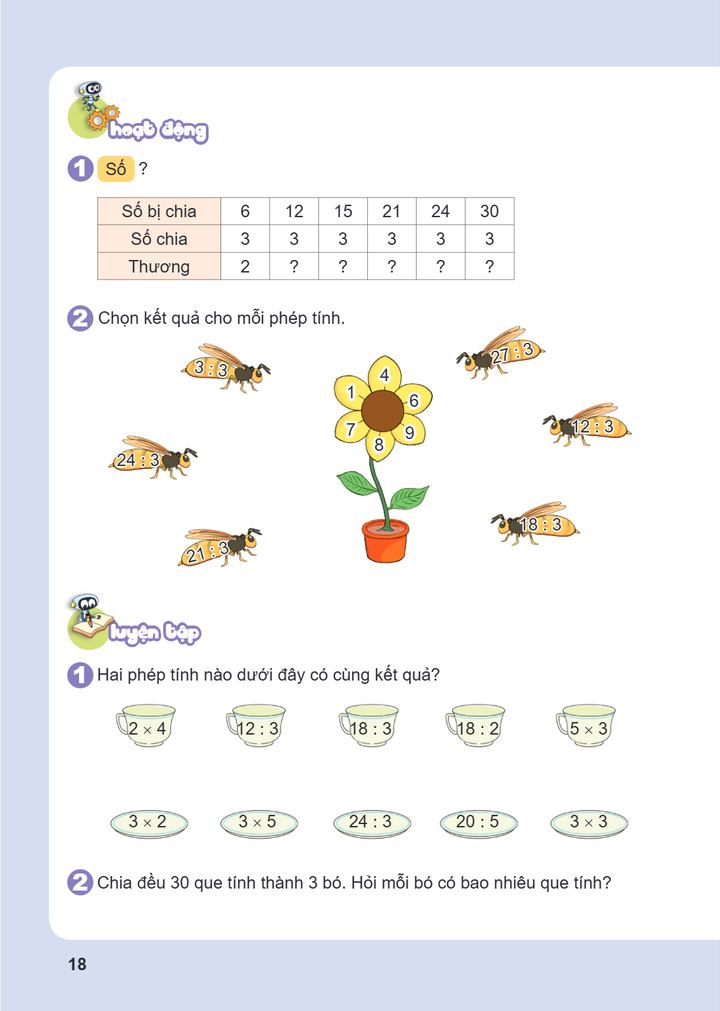 hoạt động
1 Số ?
Số bị chia 6 12 15 21 24 30
Số chia 3 3 3 3 3 3
Thương 2 ? ? ? ? ?
2 Chọn kết quả cho mỗi phép tính.
3 : 3
27 : 3
4
1
6
7
8
9
24 : 3
12 : 3
21 : 3
18 : 3
luyện tập
1 Hai phép tính nào dưới đây có cùng kết quả?
2 × 4 12 : 3 18 : 3 18 : 2 5 × 3
3 × 2 3 × 5 24 : 3 20 : 5 3 × 3
2 Chia đều 30 que tính thành 3 bó. Hỏi mỗi bó có bao nhiêu que tính?
18